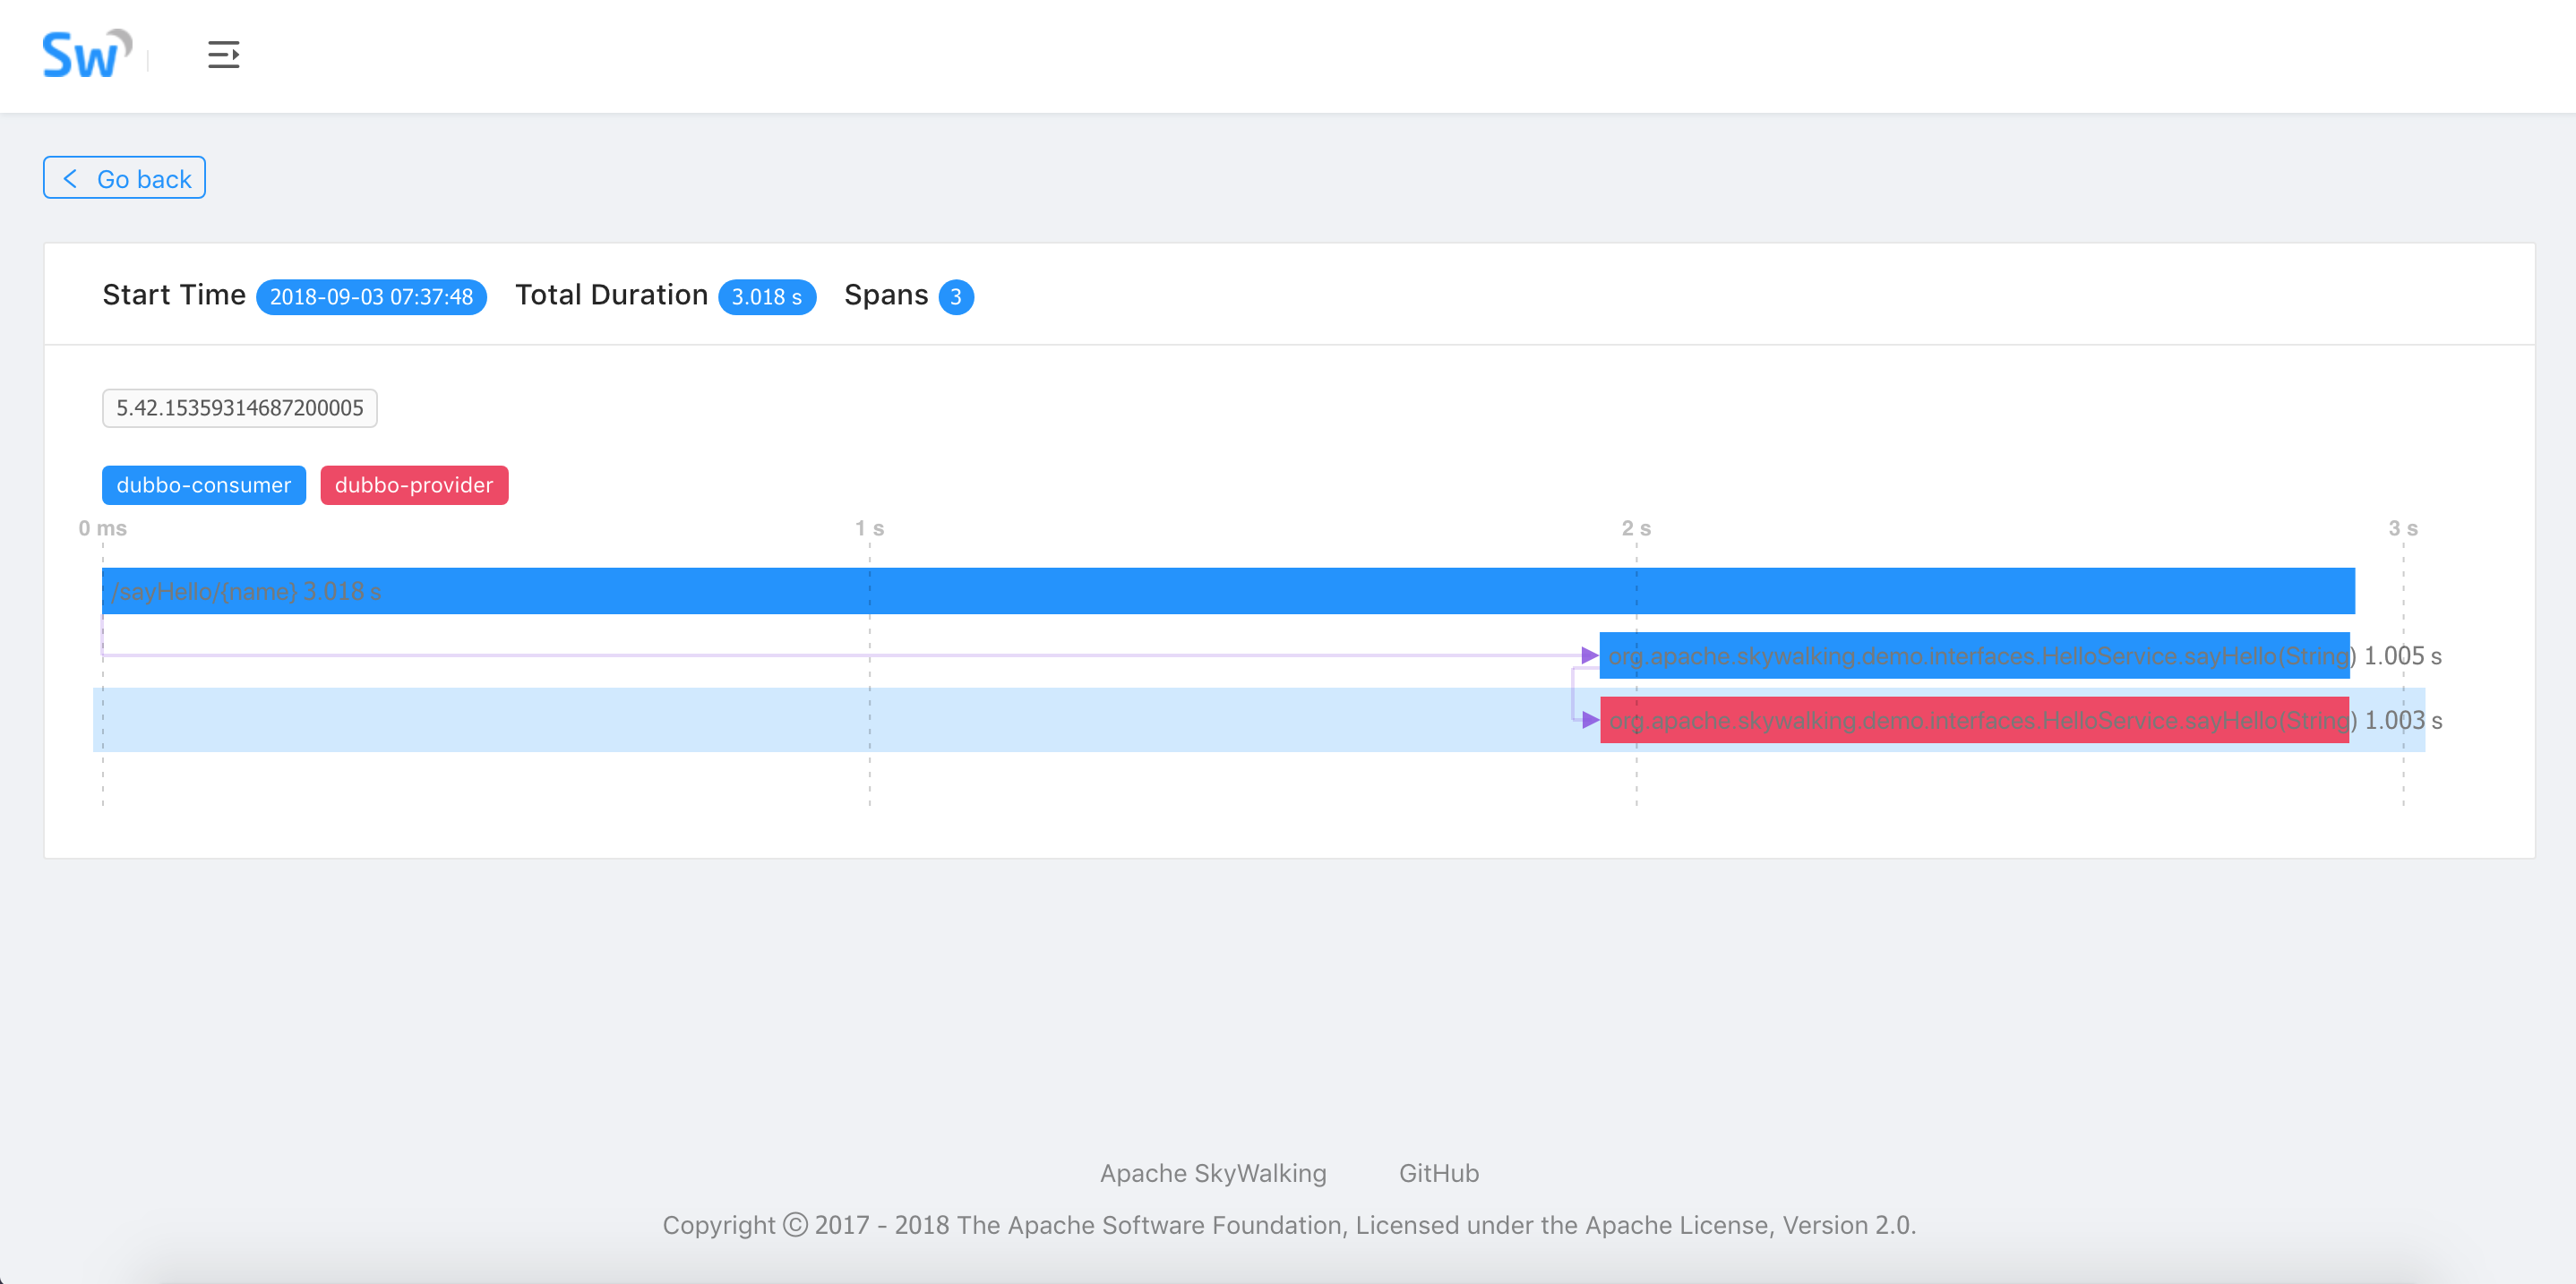 Sw
Go back
Start Time 2018-09-03 07:37:48 Total Duration 3.018 s Spans 3
5.42.15359314687200005
dubbo-consumer dubbo-provider
0 ms 1 s 2 s 3 s
/sayHello/{name} 3.018 s
org.apache.skywalking.demo.interfaces.HelloService.sayHello(String) 1.005 s
org.apache.skywalking.demo.interfaces.HelloService.sayHello(String) 1.003 s
Apache SkyWalking GitHub
Copyright © 2017 - 2018 The Apache Software Foundation, Licensed under the Apache License, Version 2.0.